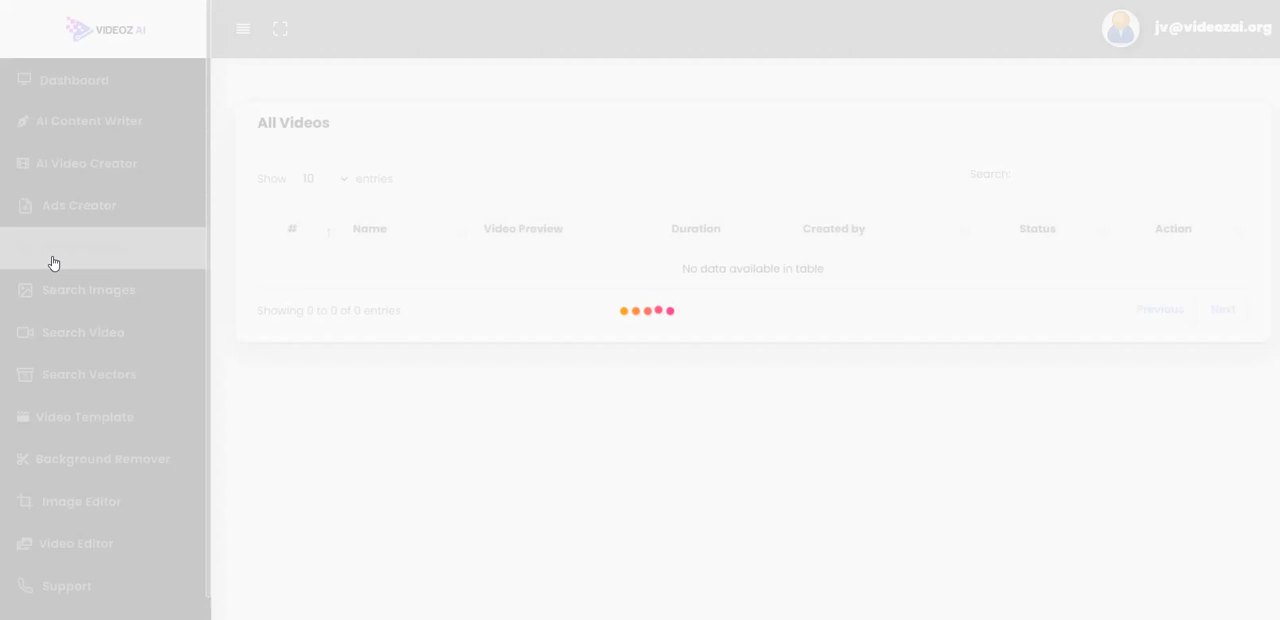 VIDEOZ AI
jv@videozai.org
Dashboard
AI Content Writer
AI Video Creator
Ads Creator
Search Images
Search Video
Search Vectors
Video Template
Background Remover
Image Editor
Video Editor
Support
All Videos
Show 10 entries
Search:
# Name Video Preview Duration Created by Status Action
No data available in table
Showing 0 to 0 of 0 entries
Previous Next